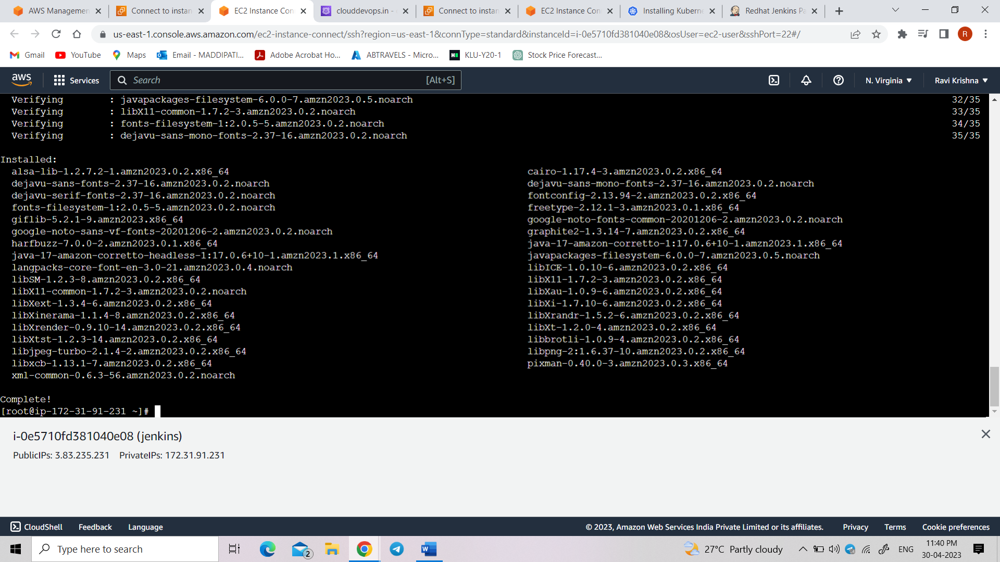 AWS Managemen
Connect to instan
EC2 Instance Con
clouddevops.in -
Connect to instan
EC2 Instance Con
Installing Kuberne
Redhat Jenkins Pa
us-east-1.console.aws.amazon.com/ec2-instance-connect/ssh?region=us-east-1&connType=standard&instanceId=i-0e5710fd381040e08&osUser=ec2-user&sshPort=22#/
R
Gmail YouTube Maps Email - MADDIPATI... Adobe Acrobat Ho... ABTRAVELS - Micro... KLU-Y20-1 Stock Price Forecast...
aws Services Search [Alt+S] N. Virginia Ravi Krishna
Verifying : javapackages-filesystem-6.0.0-7.amzn2023.0.5.noarch 32/35
Verifying : libX11-common-1.7.2-3.amzn2023.0.2.noarch 33/35
Verifying : fonts-filesystem-1:2.0.5-5.amzn2023.0.2.noarch 34/35
Verifying : dejavu-sans-mono-fonts-2.37-16.amzn2023.0.2.noarch 35/35
Installed:
alsa-lib-1.2.7.2-1.amzn2023.0.2.x86_64 cairo-1.17.4-3.amzn2023.0.2.x86_64
dejavu-sans-fonts-2.37-16.amzn2023.0.2.noarch dejavu-sans-mono-fonts-2.37-16.amzn2023.0.2.noarch
dejavu-serif-fonts-2.37-16.amzn2023.0.2.noarch fontconfig-2.13.94-2.amzn2023.0.2.x86_64
fonts-filesystem-1:2.0.5-5.amzn2023.0.2.noarch freetype-2.12.1-3.amzn2023.0.1.x86_64
giflib-5.2.1-9.amzn2023.x86_64 google-noto-fonts-common-20201206-2.amzn2023.0.2.noarch
google-noto-sans-vf-fonts-20201206-2.amzn2023.0.2.noarch graphite2-1.3.14-7.amzn2023.0.2.x86_64
harfbuzz-7.0.0-2.amzn2023.0.1.x86_64 java-17-amazon-corretto-1:17.0.6+10-1.amzn2023.1.x86_64
java-17-amazon-corretto-headless-1:17.0.6+10-1.amzn2023.1.x86_64 javapackages-filesystem-6.0.0-7.amzn2023.0.5.noarch
langpacks-core-font-en-3.0-21.amzn2023.0.4.noarch libICE-1.0.10-6.amzn2023.0.2.x86_64
libSM-1.2.3-8.amzn2023.0.2.x86_64 libX11-1.7.2-3.amzn2023.0.2.x86_64
libX11-common-1.7.2-3.amzn2023.0.2.noarch libXau-1.0.9-6.amzn2023.0.2.x86_64
libXext-1.3.4-6.amzn2023.0.2.x86_64 libXi-1.7.10-6.amzn2023.0.2.x86_64
libXinerama-1.1.4-8.amzn2023.0.2.x86_64 libXrandr-1.5.2-6.amzn2023.0.2.x86_64
libXrender-0.9.10-14.amzn2023.0.2.x86_64 libXt-1.2.0-4.amzn2023.0.2.x86_64
libXtst-1.2.3-14.amzn2023.0.2.x86_64 libbrotli-1.0.9-4.amzn2023.0.2.x86_64
libjpeg-turbo-2.1.4-2.amzn2023.0.2.x86_64 libpng-2:1.6.37-10.amzn2023.0.2.x86_64
libxcb-1.13.1-7.amzn2023.0.2.x86_64 pixman-0.40.0-3.amzn2023.0.3.x86_64
xml-common-0.6.3-56.amzn2023.0.2.noarch
Complete!
[root@ip-172-31-91-231 ~]#
i-0e5710fd381040e08 (jenkins)
PublicIPs: 3.83.235.231 PrivateIPs: 172.31.91.231
CloudShell Feedback Language © 2023, Amazon Web Services India Private Limited or its affiliates. Privacy Terms Cookie preferences
Type here to search 2 27°C Partly cloudy ENG 11:40 PM
30-04-2023